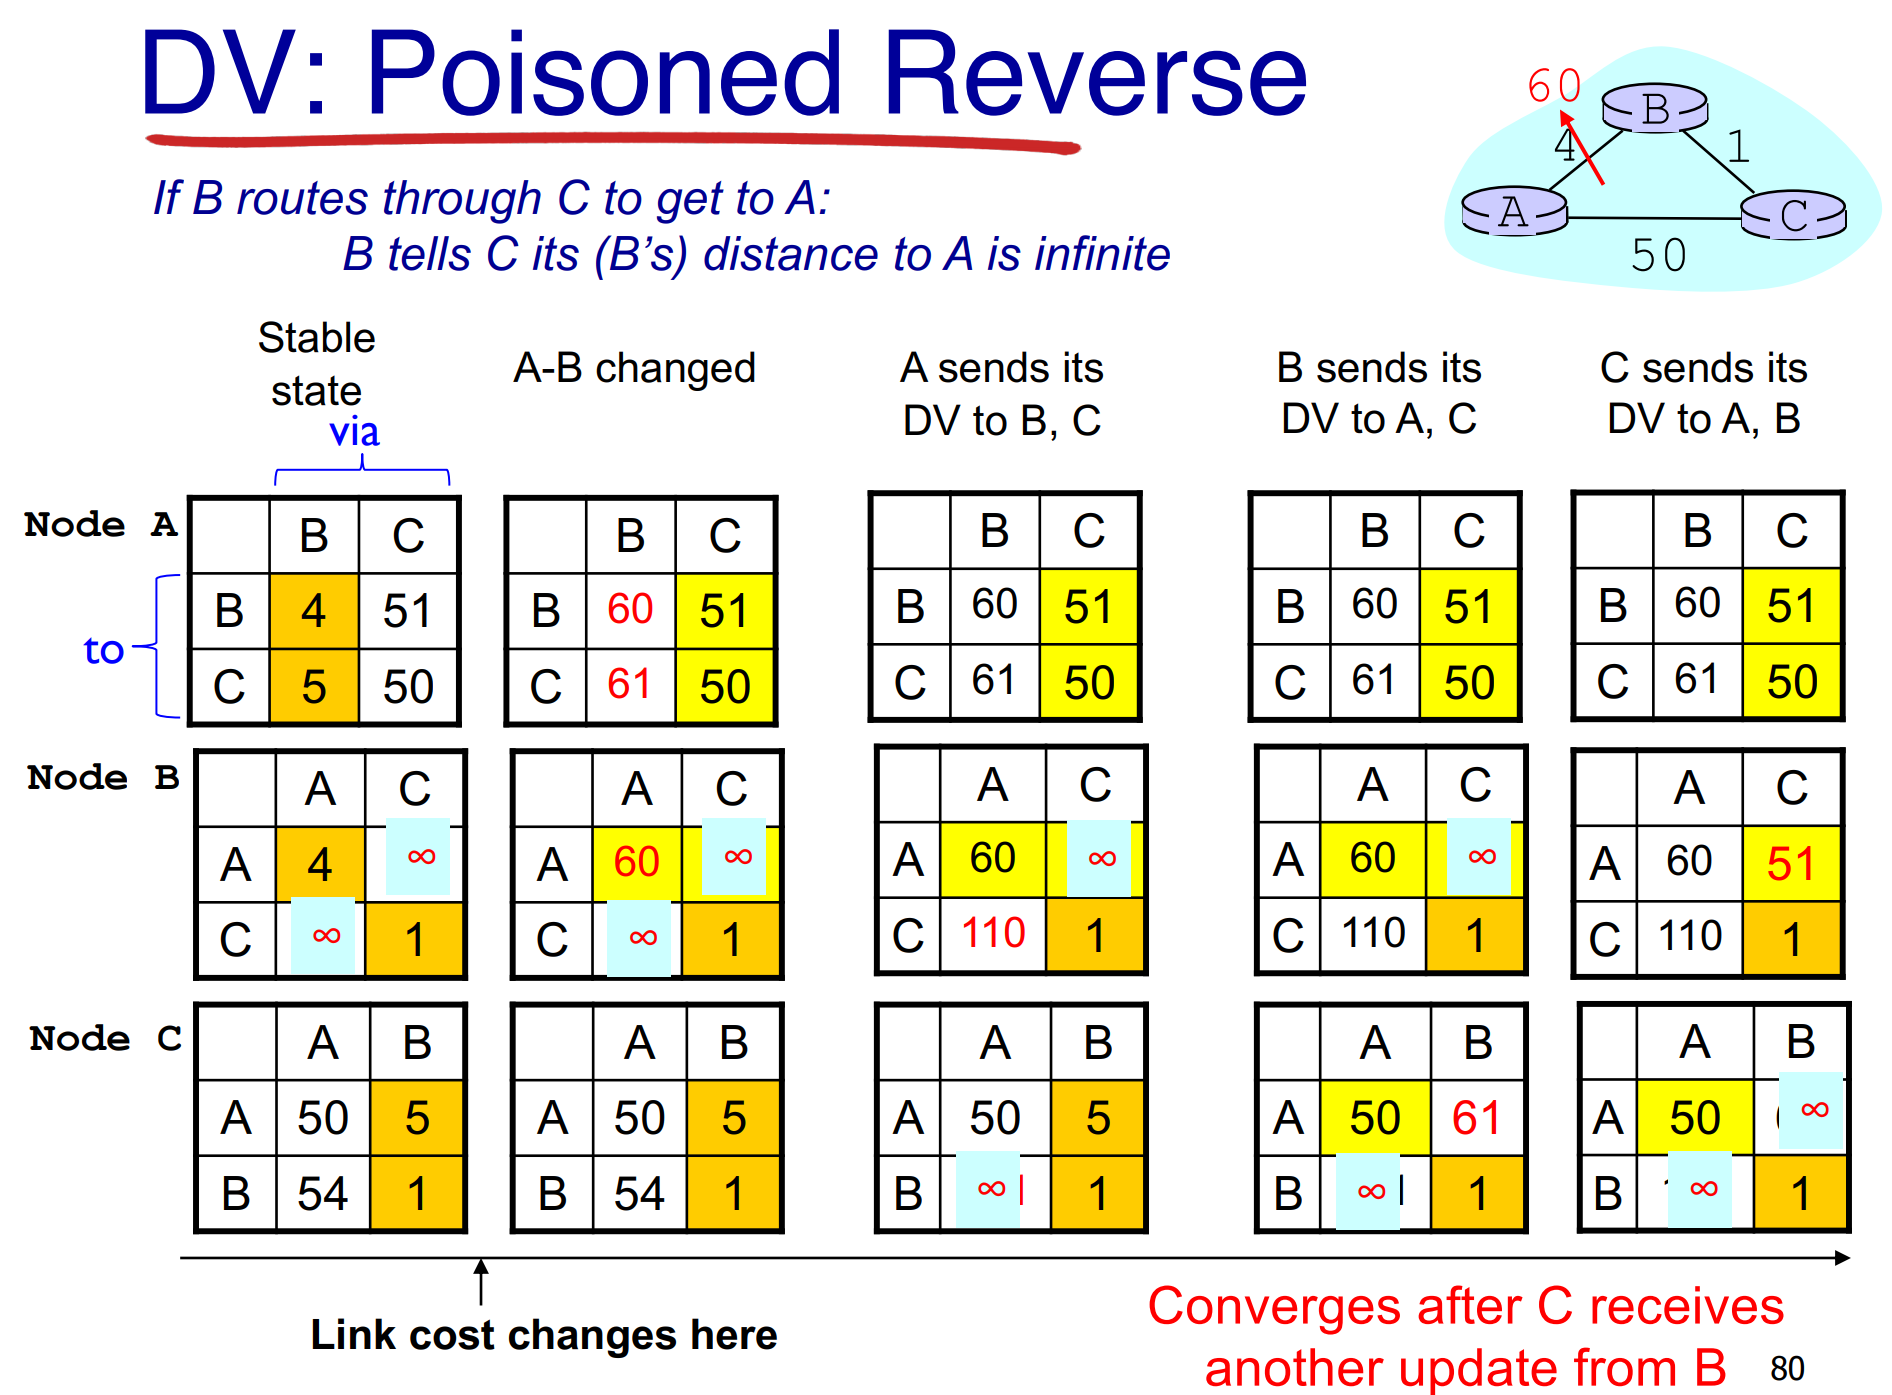 DV: Poisoned Reverse
60
B
4
1
A
C
50
If B routes through C to get to A:
B tells C its (B's) distance to A is infinite
Stable
state
via
A-B changed
A sends its
DV to B, C
B sends its
DV to A, C
C sends its
DV to A, B
Node A
to
B C
B 4 51
C 5 50
B C
B 60 51
C 61 50
B C
B 60 51
C 61 50
B C
B 60 51
C 61 50
B C
B 60 51
C 61 50
Node B
A C
A 4 ∞
C ∞ 1
A C
A 60 ∞
C ∞ 1
A C
A 60 ∞
C 110 1
A C
A 60 ∞
C 110 1
A C
A 60 51
C 110 1
Node C
A B
A 50 5
B 54 1
A B
A 50 5
B 54 1
A B
A 50 5
B ∞ 1
A B
A 50 61
B ∞ 1
A B
A 50 ∞
B ∞ 1
Link cost changes here
Converges after C receives
another update from B
80